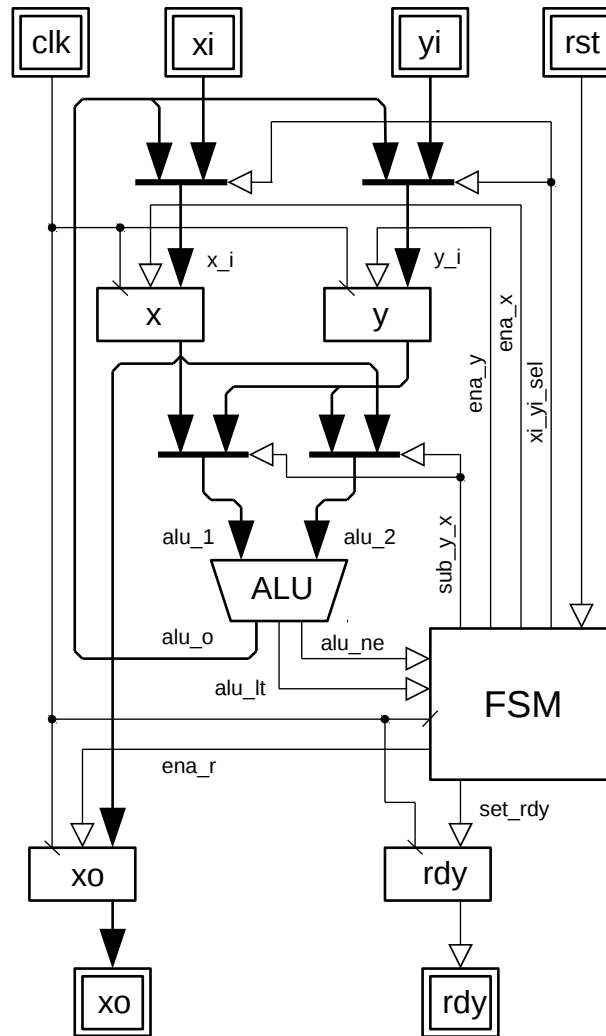 clk
xi
yi
rst
x_i
y_i
x
y
ena_y
ena_x
xi_yi_sel
alu_1
alu_2
sub_y_x
ALU
alu_o
alu_ne
alu_lt
FSM
ena_r
set_rdy
xo
rdy
xo
rdy